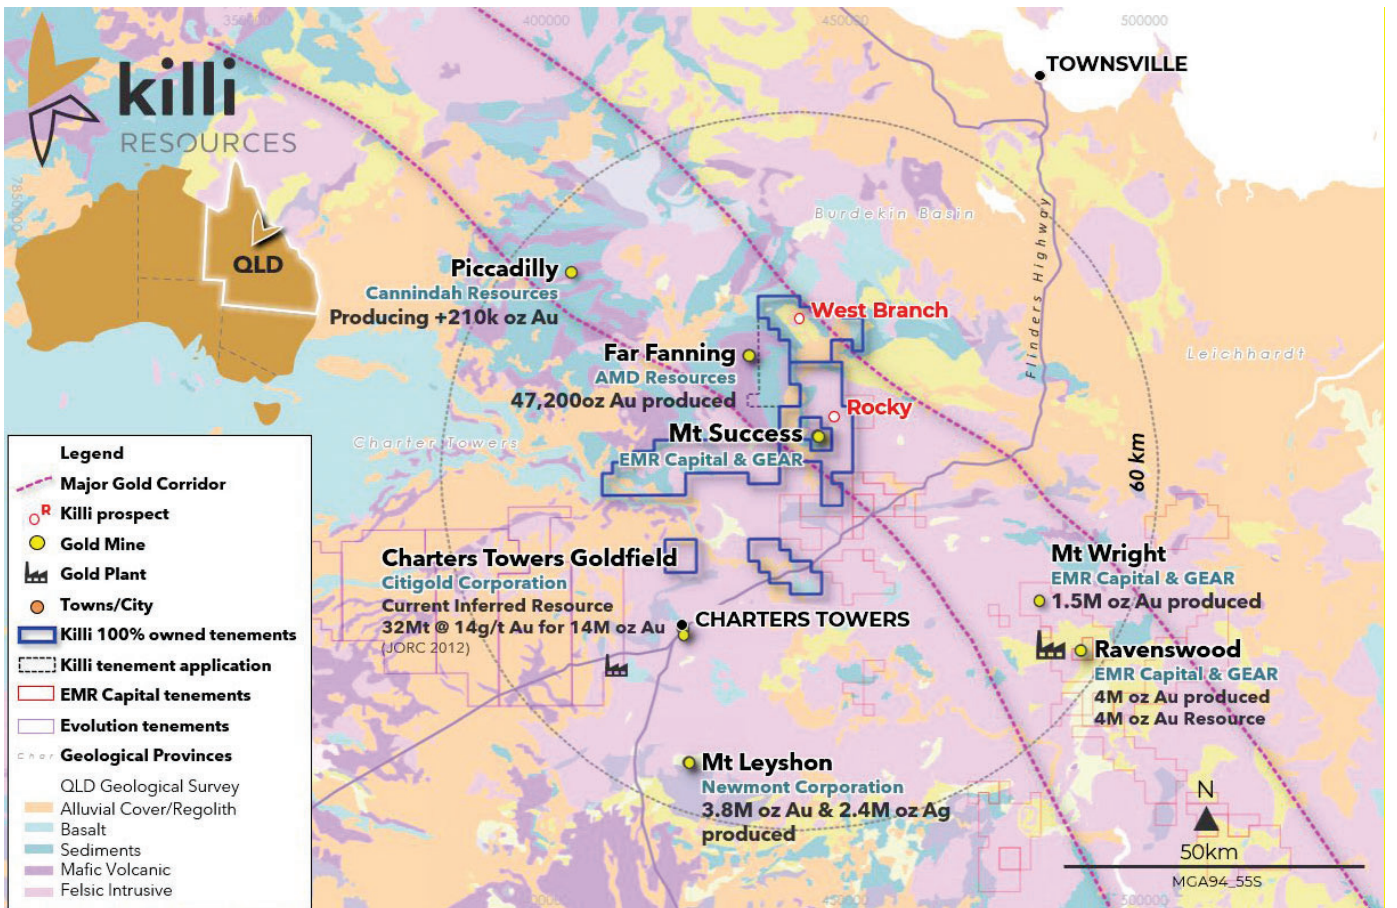 350000
400000
450000
500000
killi
RESOURCES
TOWNSVILLE
7850000
QLD
Burdekin Basin
Flinders Highway
Piccadilly
Cannindah Resources
Producing +210k oz Au
West Branch
Far Fanning
AMD Resources
47,200oz Au produced
Leichhardt
Rocky
Mt Success
EMR Capital & GEAR
Charter Towers
60 km
Legend
Major Gold Corridor
R
Killi prospect
Gold Mine
Gold Plant
Towns/City
Killi 100% owned tenements
Killi tenement application
EMR Capital tenements
Evolution tenements
Char
Geological Provinces
QLD Geological Survey
Alluvial Cover/Regolith
Basalt
Sediments
Mafic Volcanic
Felsic Intrusive
Charters Towers Goldfield
Citigold Corporation
Current Inferred Resource
32Mt @ 14g/t Au for 14M oz Au
(JORC 2012)
CHARTERS TOWERS
Mt Wright
EMR Capital & GEAR
1.5M oz Au produced
Ravenswood
EMR Capital & GEAR
4M oz Au produced
4M oz Au Resource
Mt Leyshon
Newmont Corporation
3.8M oz Au & 2.4M oz Ag
produced
N
50km
MGA94_55S
450000
500000